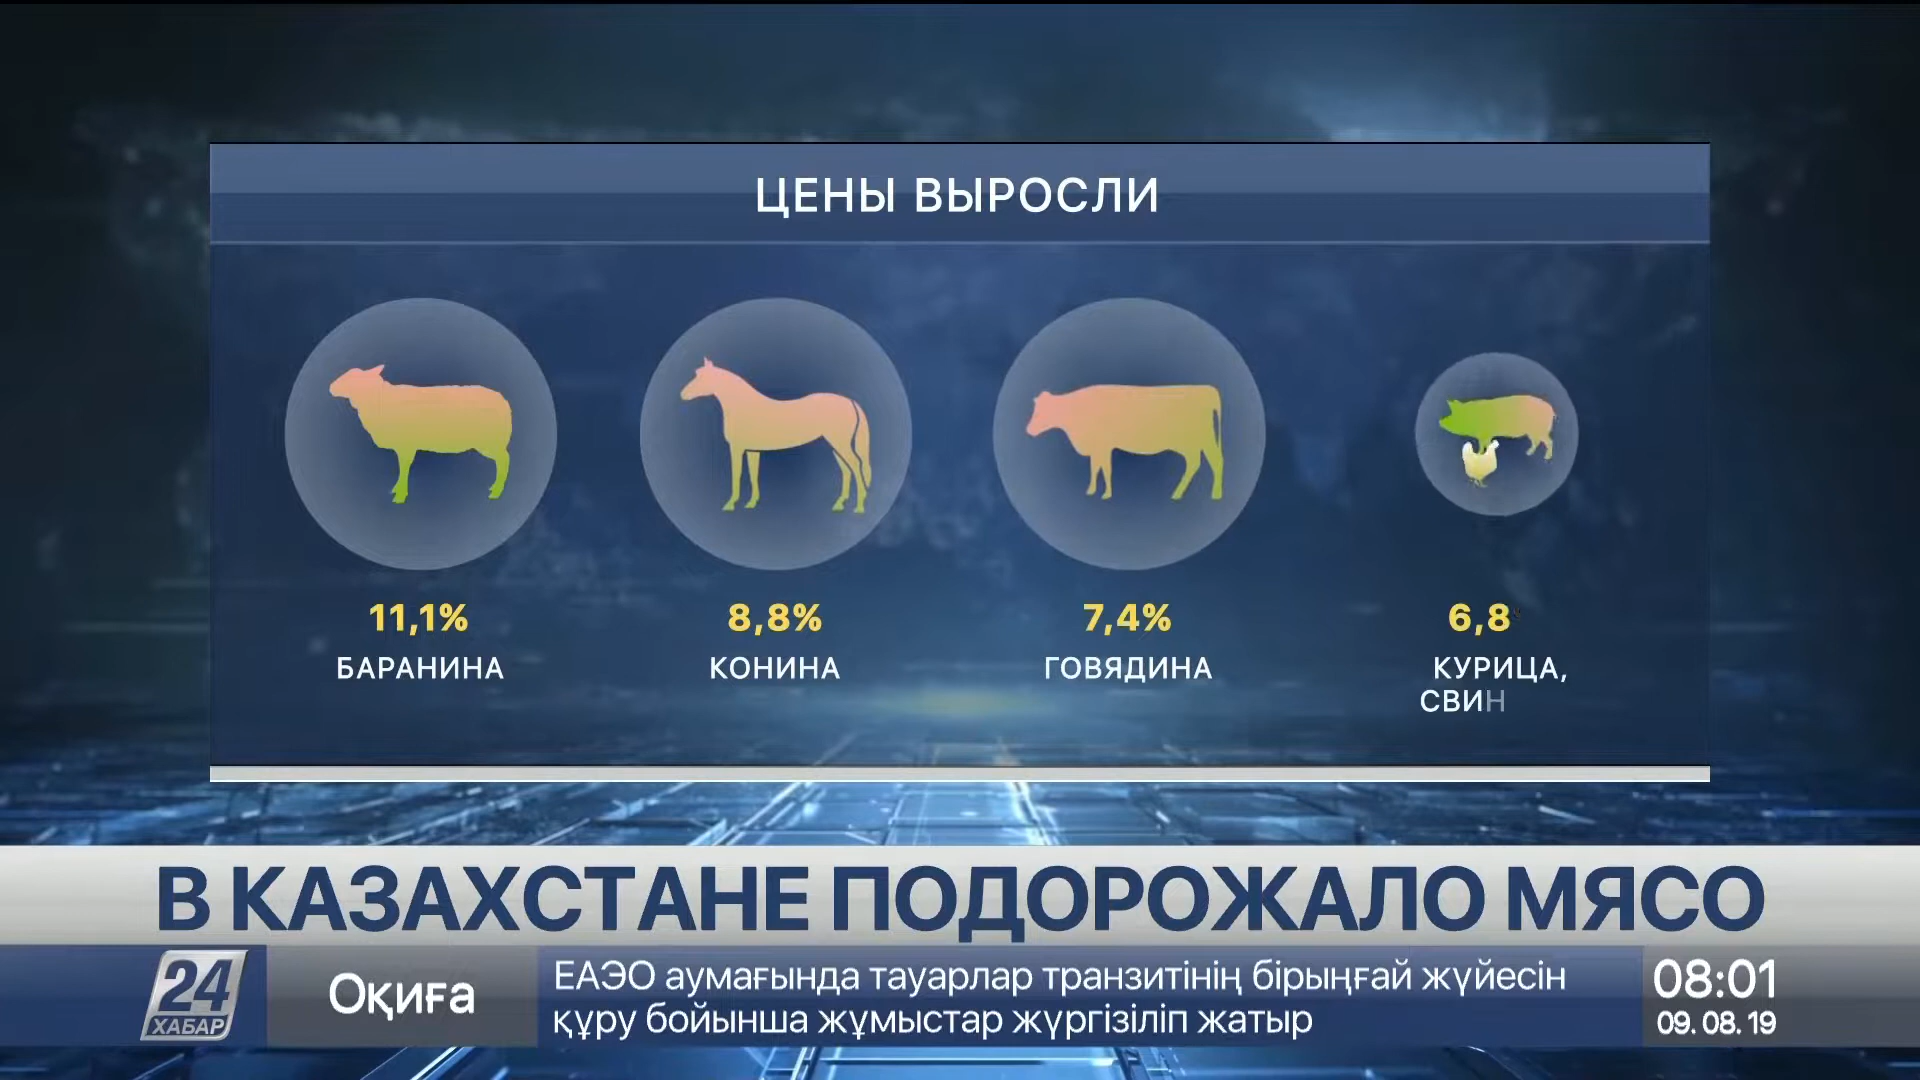 ЦЕНЫ ВЫРОСЛИ
11,1%
БАРАНИНА
8,8%
КОНИНА
7,4%
ГОВЯДИНА
6,8
КУРИЦА,
СВИН
В КАЗАХСТАНЕ ПОДОРОЖАЛО МЯСО
24
ХАБАР
Оқиға
ЕАЭО аумағында тауарлар транзитінің бірыңғай жүйесін
құру бойынша жұмыстар жүргізіліп жатыр
08:01
09. 08. 19